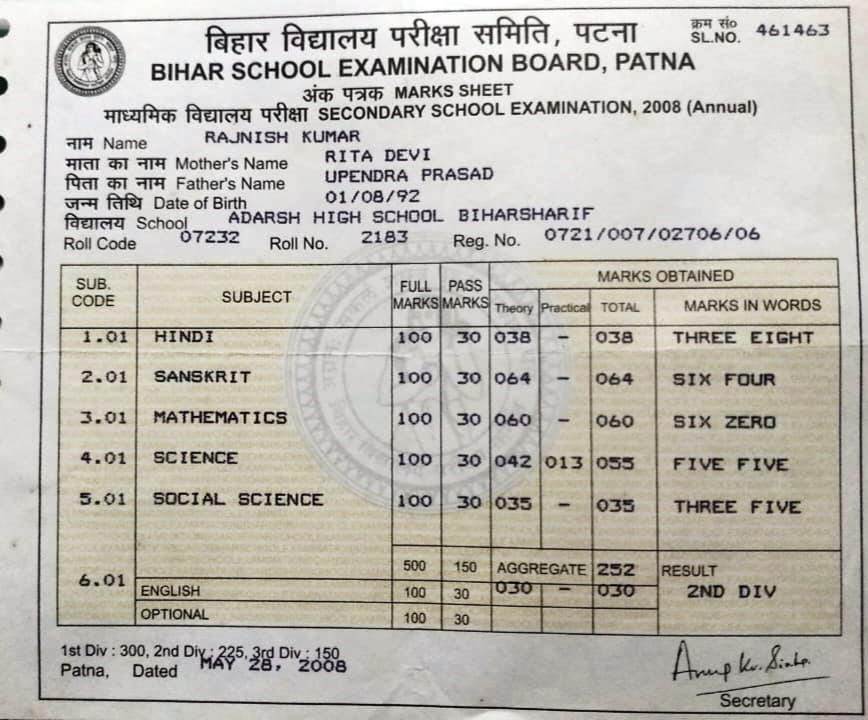 बिहार विद्यालय परीक्षा समिति, पटना
क्रम सं० SL.NO. 461463
BIHAR SCHOOL EXAMINATION BOARD, PATNA
अंक पत्रक MARKS SHEET
माध्यमिक विद्यालय परीक्षा SECONDARY SCHOOL EXAMINATION, 2008 (Annual)
नाम Name RAJNISH KUMAR
माता का नाम Mother's Name RITA DEVI
पिता का नाम Father's Name UPENDRA PRASAD
जन्म तिथि Date of Birth 01/08/92
विद्यालय School ADARSH HIGH SCHOOL BIHARSHARIF
Roll Code 07232 Roll No. 2183 Reg. No. 0721/007/02706/06
SUB. CODE SUBJECT FULL MARKS PASS MARKS MARKS OBTAINED
Theory Practical TOTAL MARKS IN WORDS
1.01 HINDI 100 30 038 - 038 THREE EIGHT
2.01 SANSKRIT 100 30 064 - 064 SIX FOUR
3.01 MATHEMATICS 100 30 060 - 060 SIX ZERO
4.01 SCIENCE 100 30 042 013 055 FIVE FIVE
5.01 SOCIAL SCIENCE 100 30 035 - 035 THREE FIVE
500 150 AGGREGATE 252 RESULT
6.01 ENGLISH 100 30 030 - 030 2ND DIV
OPTIONAL 100 30
1st Div : 300, 2nd Div : 225, 3rd Div : 150
Patna, Dated MAY 28, 2008
Secretary